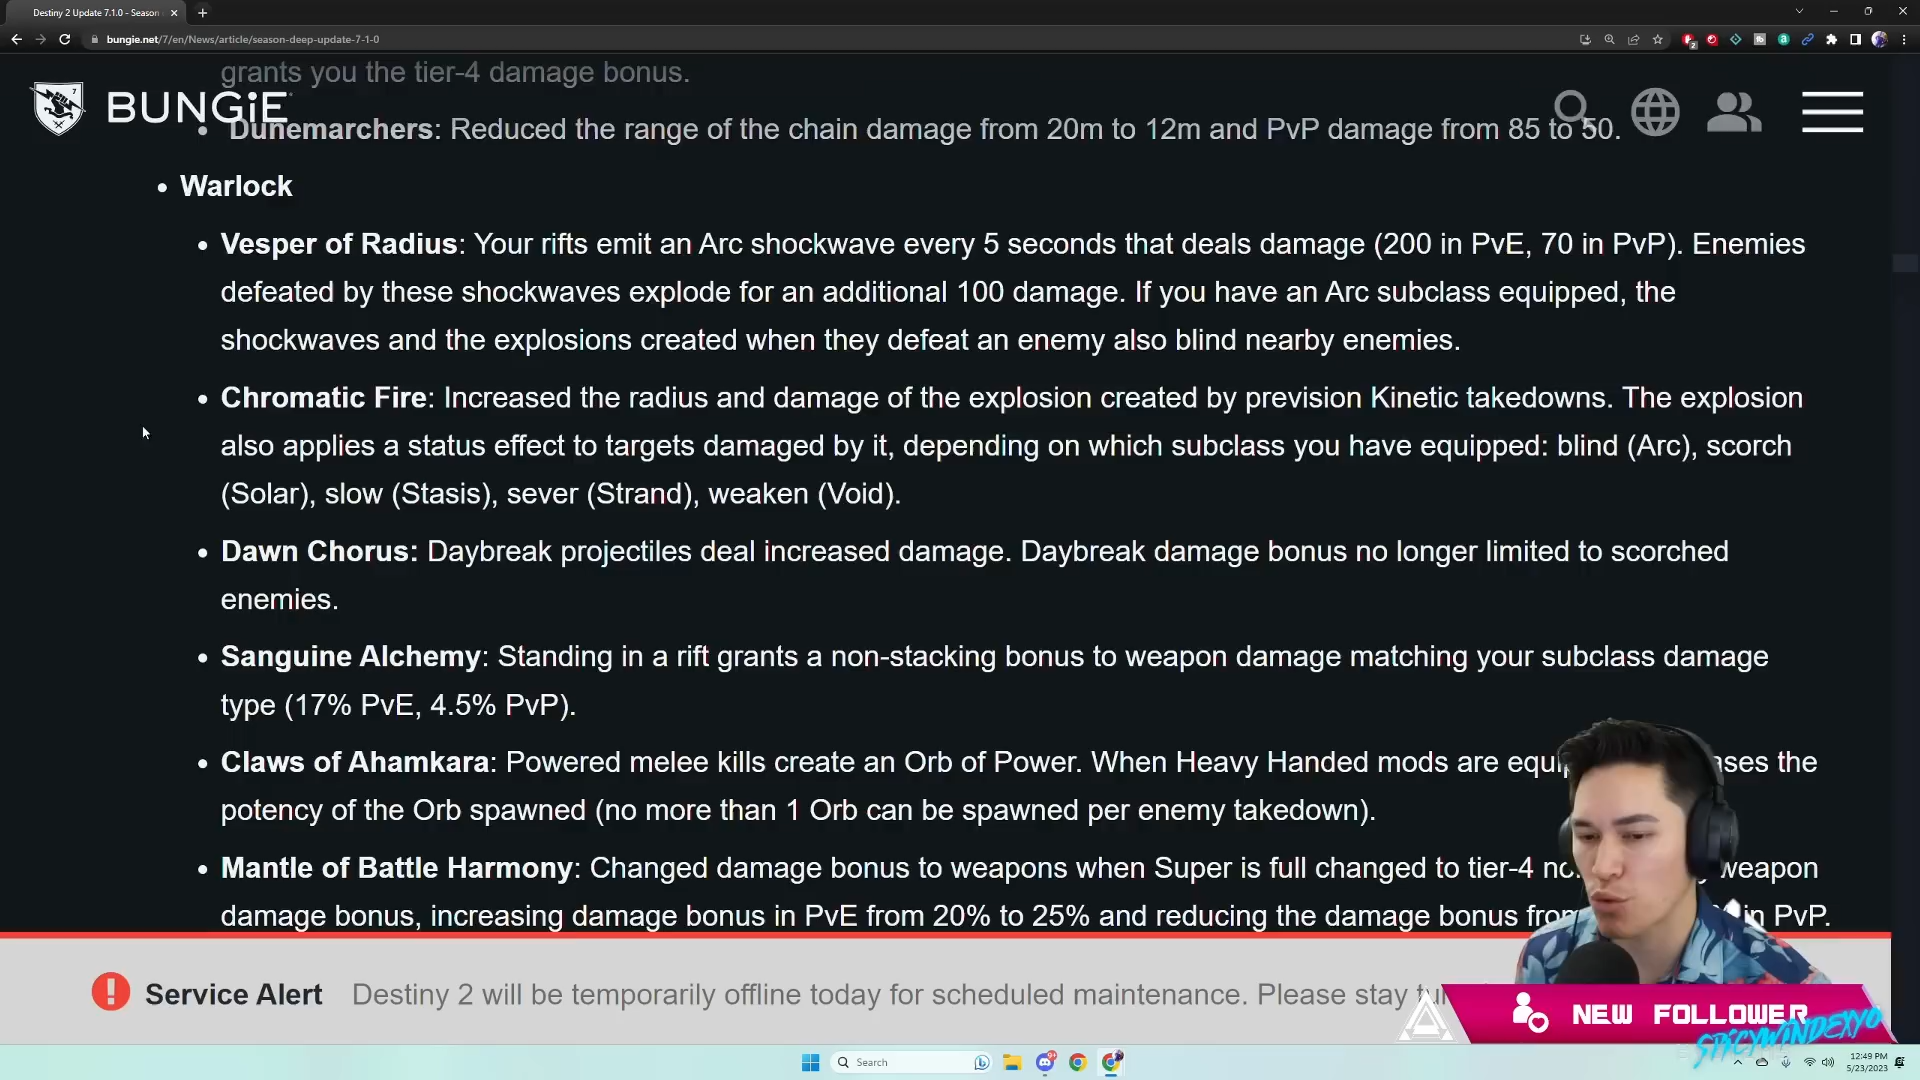 Destiny 2 Update 7.1.0 - Season
bungie.net/7/en/News/article/season-deep-update-7-1-0
grants you the tier-4 damage bonus.
7
BUNGiE
• Dunemarchers: Reduced the range of the chain damage from 20m to 12m and PvP damage from 85 to 50.
• Warlock
• Vesper of Radius: Your rifts emit an Arc shockwave every 5 seconds that deals damage (200 in PvE, 70 in PvP). Enemies
defeated by these shockwaves explode for an additional 100 damage. If you have an Arc subclass equipped, the
shockwaves and the explosions created when they defeat an enemy also blind nearby enemies.
• Chromatic Fire: Increased the radius and damage of the explosion created by prevision Kinetic takedowns. The explosion
also applies a status effect to targets damaged by it, depending on which subclass you have equipped: blind (Arc), scorch
(Solar), slow (Stasis), sever (Strand), weaken (Void).
• Dawn Chorus: Daybreak projectiles deal increased damage. Daybreak damage bonus no longer limited to scorched
enemies.
• Sanguine Alchemy: Standing in a rift grants a non-stacking bonus to weapon damage matching your subclass damage
type (17% PvE, 4.5% PvP).
• Claws of Ahamkara: Powered melee kills create an Orb of Power. When Heavy Handed mods are the
potency of the Orb spawned (no more than 1 Orb can be spawned per enemy takedown).
• Mantle of Battle Harmony: Changed damage bonus to weapons when Super is full changed to tier-4 weapon
damage bonus, increasing damage bonus in PvE from 20% to 25% and reducing the damage bonus in PvP.
Service Alert Destiny 2 will be temporarily offline today for scheduled maintenance. Please stay
NEW FOLLOWER
Search
12:49 PM
5/23/2023